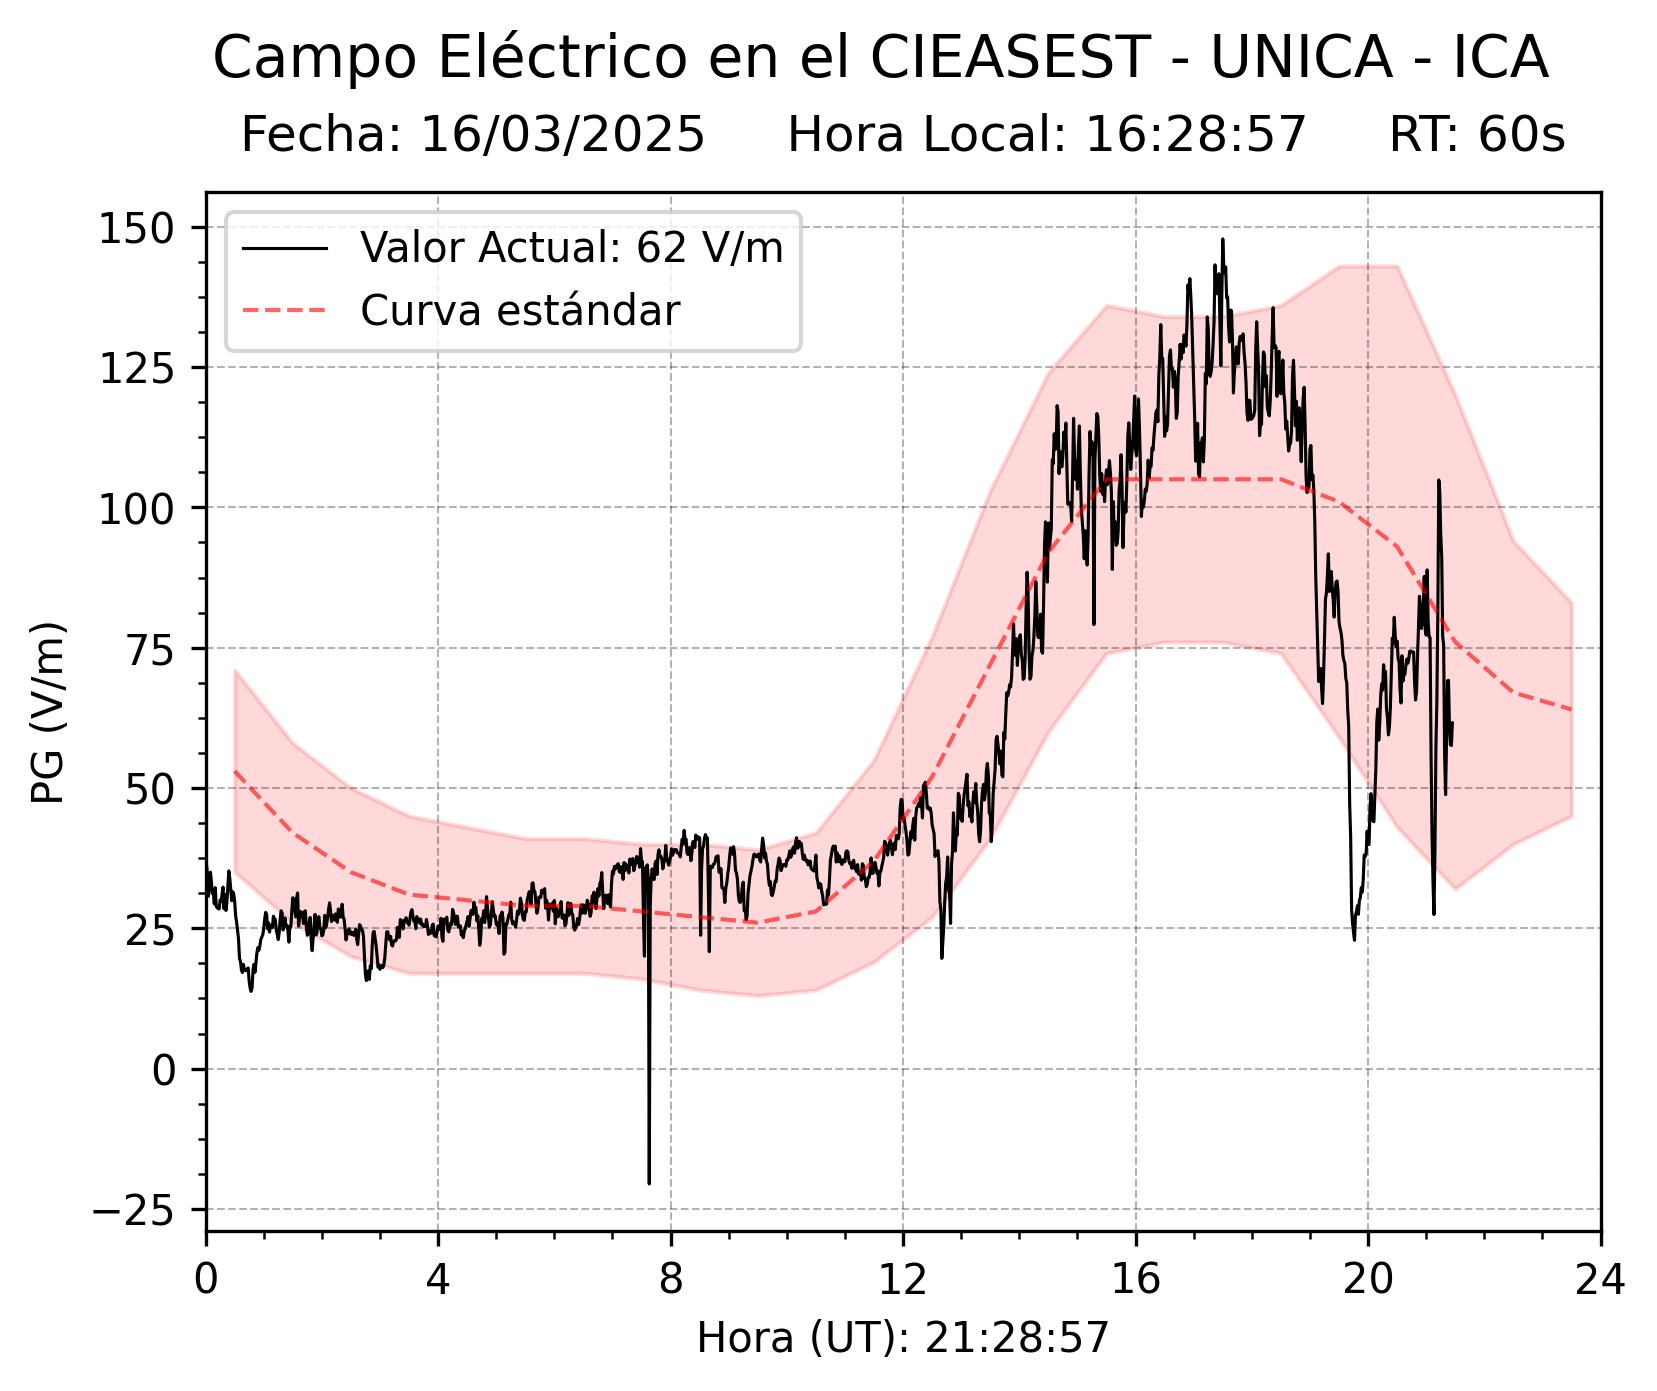 Campo Eléctrico en el CIEASEST - UNICA - ICA
Fecha: 16/03/2025 Hora Local: 16:28:57 RT: 60s
Valor Actual: 62 V/m
Curva estándar
150
125
100
75
50
25
0
−25
PG (V/m)
0 4 8 12 16 20 24
Hora (UT): 21:28:57